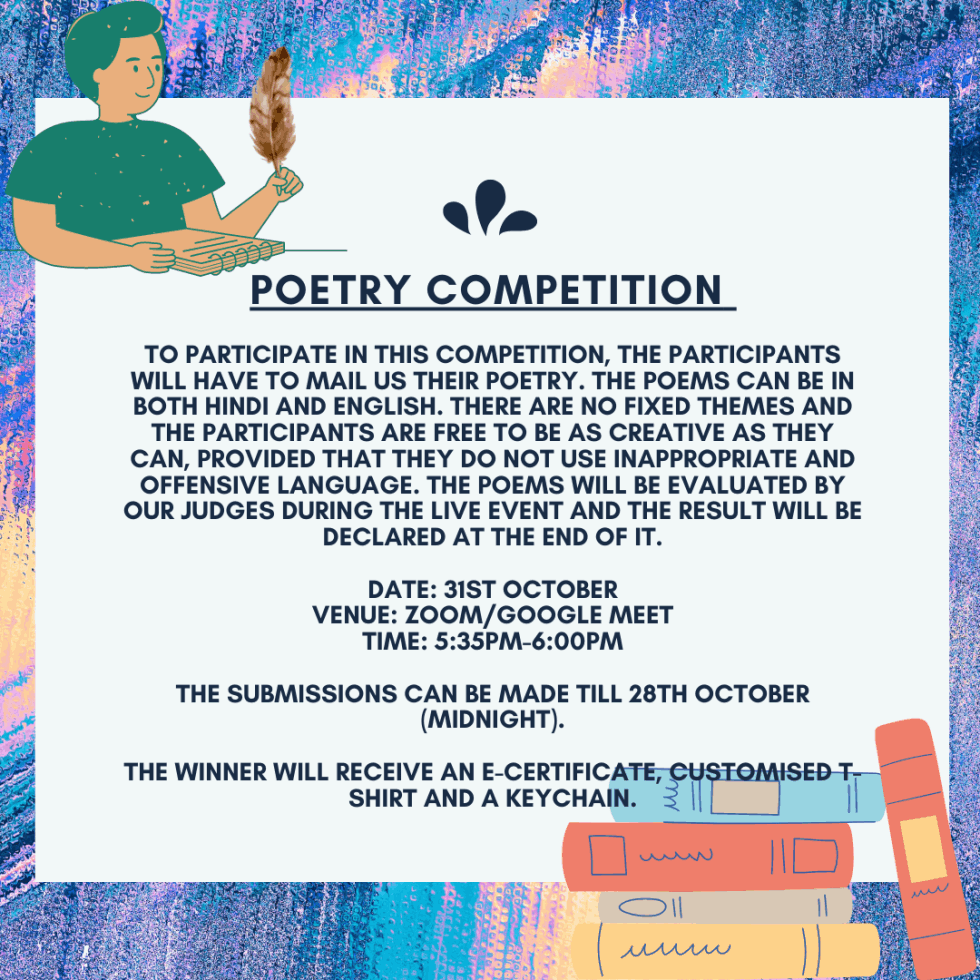 POETRY COMPETITION
TO PARTICIPATE IN THIS COMPETITION, THE PARTICIPANTS
WILL HAVE TO MAIL US THEIR POETRY. THE POEMS CAN BE IN
BOTH HINDI AND ENGLISH. THERE ARE NO FIXED THEMES AND
THE PARTICIPANTS ARE FREE TO BE AS CREATIVE AS THEY
CAN, PROVIDED THAT THEY DO NOT USE INAPPROPRIATE AND
OFFENSIVE LANGUAGE. THE POEMS WILL BE EVALUATED BY
OUR JUDGES DURING THE LIVE EVENT AND THE RESULT WILL BE
DECLARED AT THE END OF IT.
DATE: 31ST OCTOBER
VENUE: ZOOM/GOOGLE MEET
TIME: 5:35PM-6:00PM
THE SUBMISSIONS CAN BE MADE TILL 28TH OCTOBER
(MIDNIGHT).
THE WINNER WILL RECEIVE AN E-CERTIFICATE, CUSTOMISED T-
SHIRT AND A KEYCHAIN.